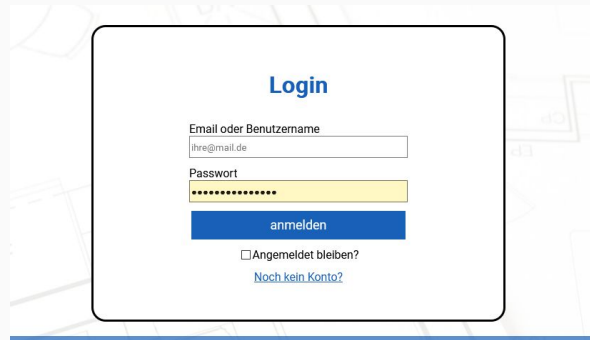 Login
Email oder Benutzername
ihre@mail.de
Passwort
•••••••••••••••
anmelden
Angemeldet bleiben?
Noch kein Konto?